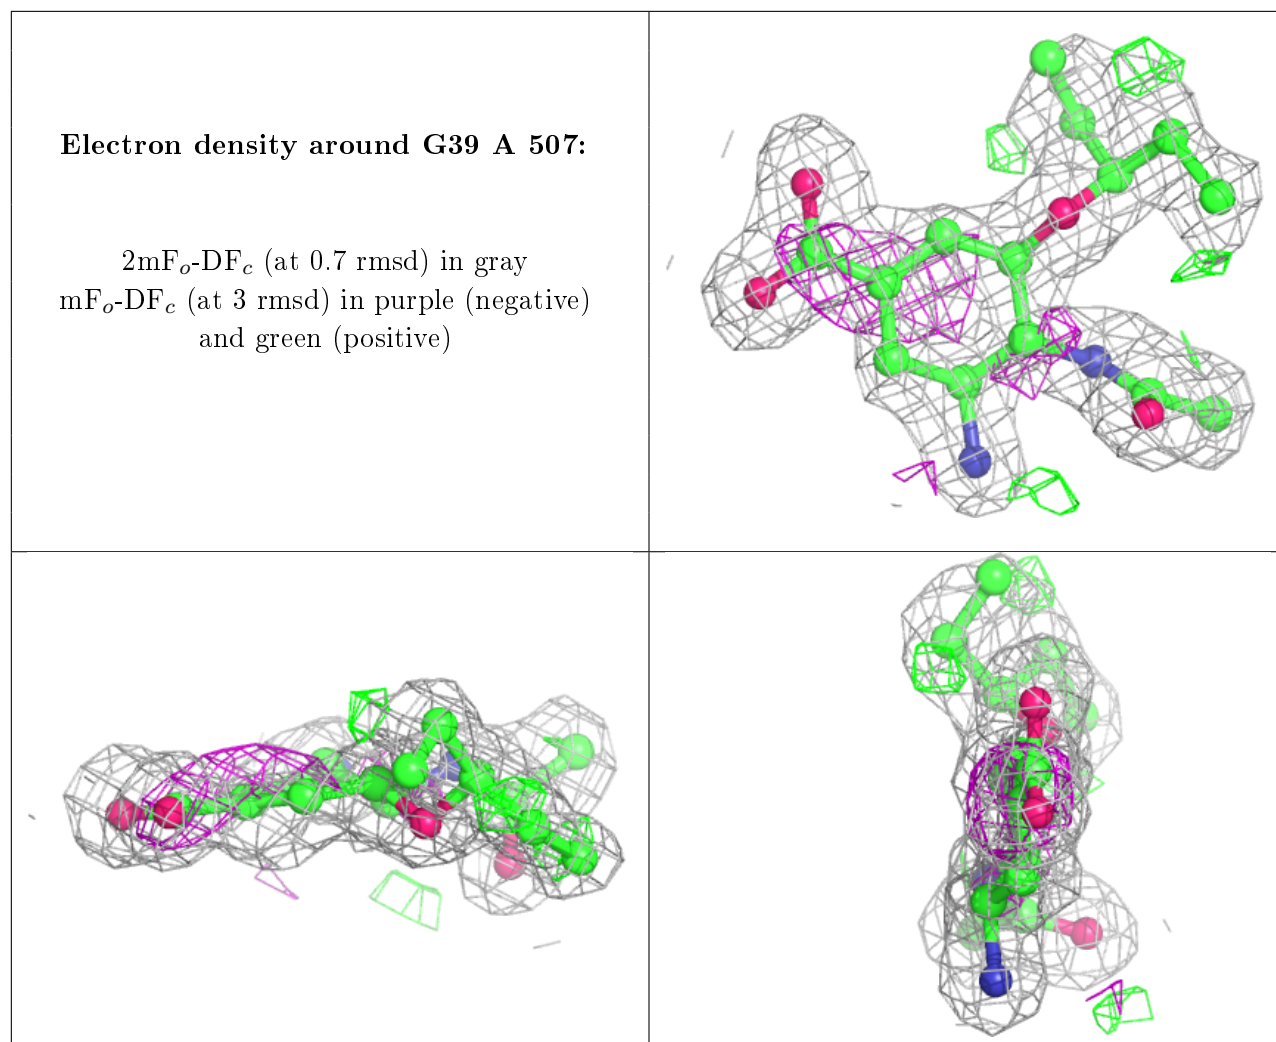 Electron density around G39 A 507:
2mFₒ-DF𝒸 (at 0.7 rmsd) in gray
mFₒ-DF𝒸 (at 3 rmsd) in purple (negative)
and green (positive)